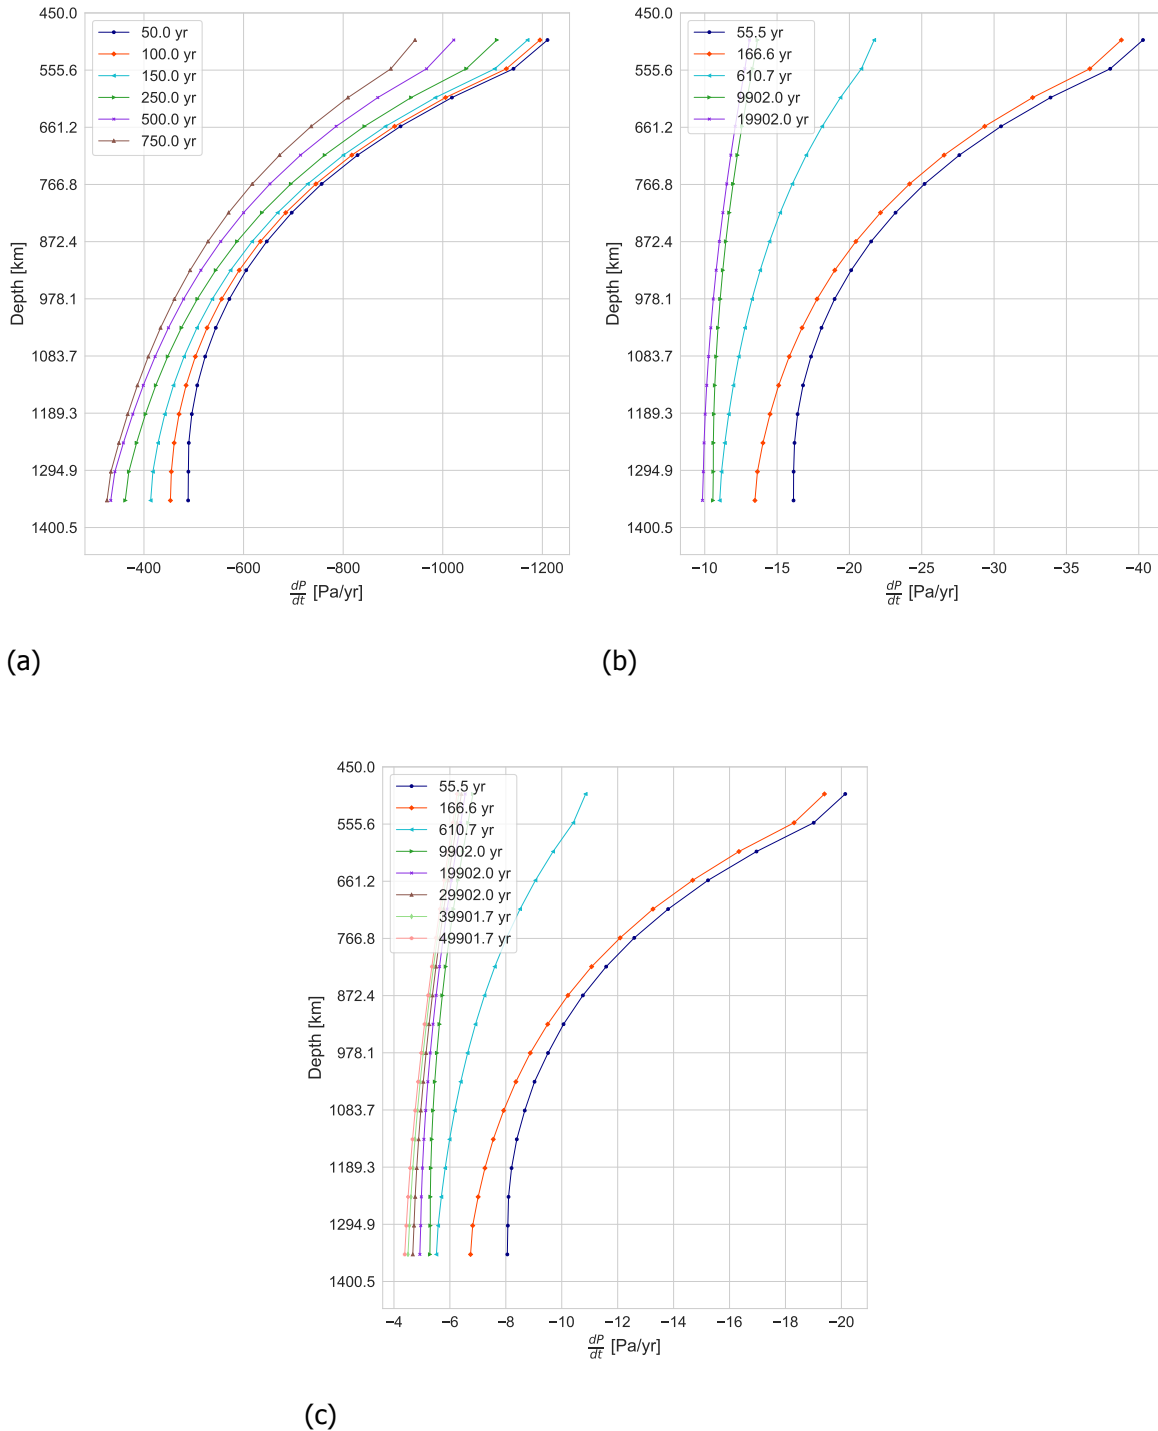 450.0
555.6
661.2
766.8
872.4
978.1
1083.7
1189.3
1294.9
1400.5
Depth [km]
50.0 yr
100.0 yr
150.0 yr
250.0 yr
500.0 yr
750.0 yr
−400
−600
−800
−1000
−1200
dP/dt [Pa/yr]
(a)
450.0
555.6
661.2
766.8
872.4
978.1
1083.7
1189.3
1294.9
1400.5
Depth [km]
55.5 yr
166.6 yr
610.7 yr
9902.0 yr
19902.0 yr
−10
−15
−20
−25
−30
−35
−40
dP/dt [Pa/yr]
(b)
450.0
555.6
661.2
766.8
872.4
978.1
1083.7
1189.3
1294.9
1400.5
Depth [km]
55.5 yr
166.6 yr
610.7 yr
9902.0 yr
19902.0 yr
29902.0 yr
39901.7 yr
49901.7 yr
−4
−6
−8
−10
−12
−14
−16
−18
−20
dP/dt [Pa/yr]
(c)